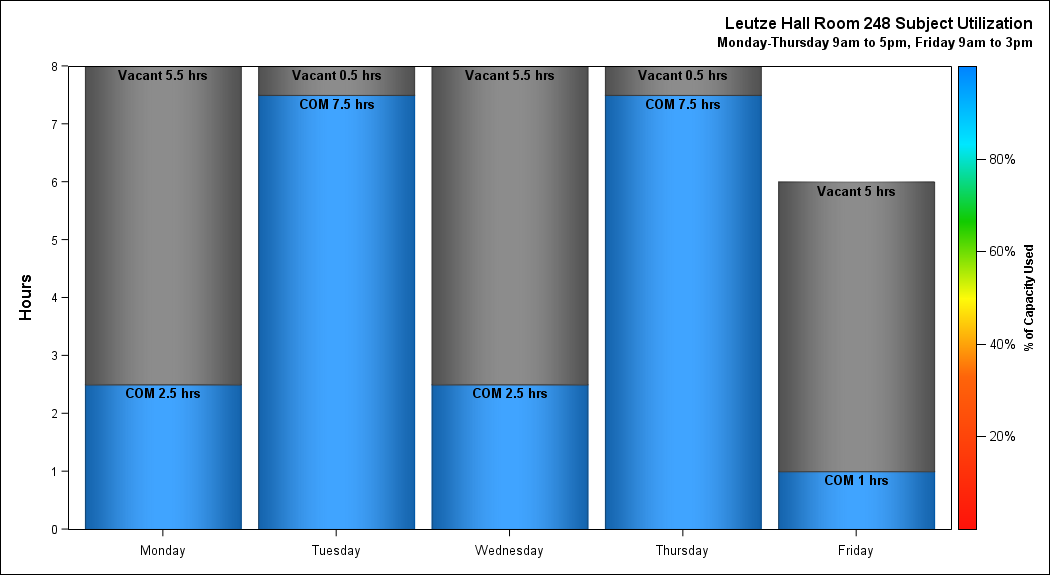 Leutze Hall Room 248 Subject Utilization
Monday-Thursday 9am to 5pm, Friday 9am to 3pm
Hours
8
7
6
5
4
3
2
1
0
Vacant 5.5 hrs
COM 2.5 hrs
Vacant 0.5 hrs
COM 7.5 hrs
Vacant 5.5 hrs
COM 2.5 hrs
Vacant 0.5 hrs
COM 7.5 hrs
Vacant 5 hrs
COM 1 hrs
Monday
Tuesday
Wednesday
Thursday
Friday
80%
60%
40%
20%
% of Capacity Used